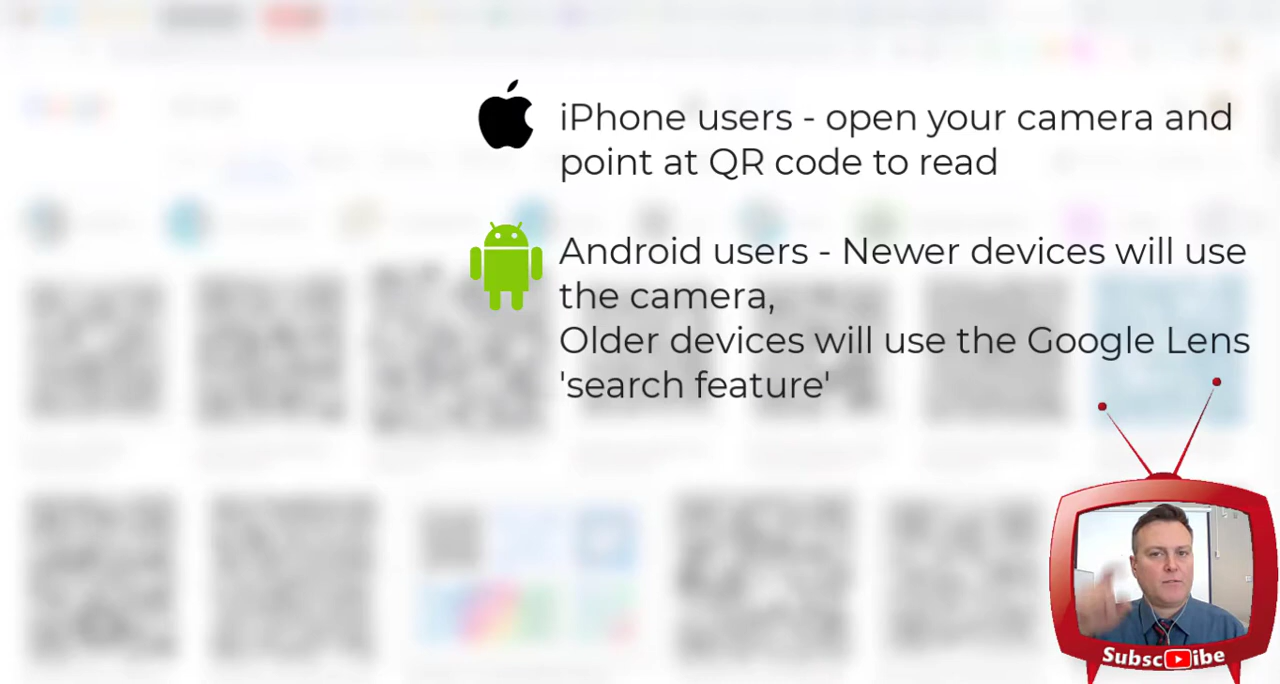 iPhone users - open your camera and
point at QR code to read
Android users - Newer devices will use
the camera,
Older devices will use the Google Lens
'search feature'
Subscribe